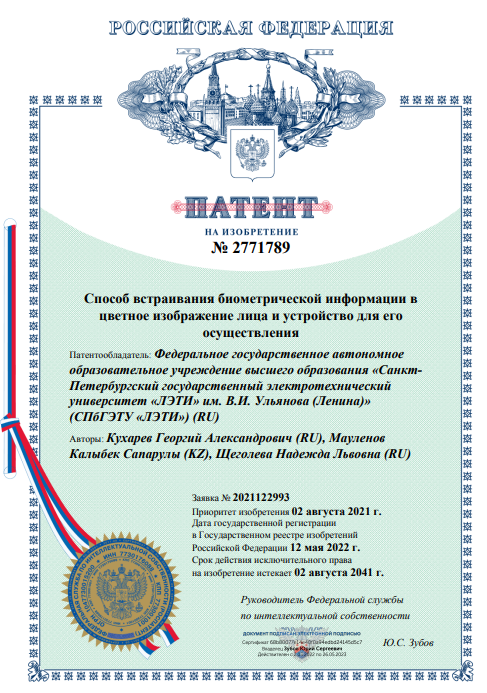 РОССИЙСКАЯ ФЕДЕРАЦИЯ
ПАТЕНТ
НА ИЗОБРЕТЕНИЕ
№ 2771789
Способ встраивания биометрической информации в
цветное изображение лица и устройство для его
осуществления
Патентообладатель: Федеральное государственное автономное
образовательное учреждение высшего образования «Санкт-
Петербургский государственный электротехнический
университет «ЛЭТИ» им. В.И. Ульянова (Ленина)»
(СПбГЭТУ «ЛЭТИ») (RU)
Авторы: Кухарев Георгий Александрович (RU), Мауленов
Калыбек Сапарулы (KZ), Щеголева Надежда Львовна (RU)
Заявка № 2021122993
Приоритет изобретения 02 августа 2021 г.
Дата государственной регистрации
в Государственном реестре изобретений
Российской Федерации 12 мая 2022 г.
Срок действия исключительного права
на изобретение истекает 02 августа 2041 г.
Руководитель Федеральной службы
по интеллектуальной собственности
ДОКУМЕНТ ПОДПИСАН ЭЛЕКТРОННОЙ ПОДПИСЬЮ
Сертификат
Владелец Зубов Юрий Сергеевич
Действителен с по 26.05.2023
Ю.С. Зубов